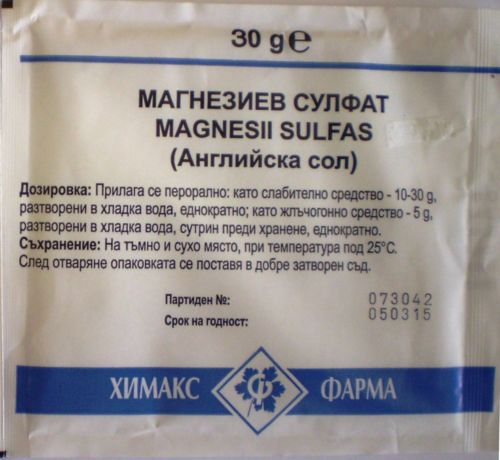 30 g e
МАГНЕЗИЕВ СУЛФАТ
MAGNESII SULFAS
(Английска сол)
Дозировка: Прилага се перорално: като слабително средство - 10-30 g,
разтворени в хладка вода, еднократно; като жлъчогонно средство - 5 g,
разтворени в хладка вода, сутрин преди хранене, еднократно.
Съхранение: На тъмно и сухо място, при температура под 25°C.
След отваряне опаковката се поставя в добре затворен съд.
Партиден №: 073042
Срок на годност: 050315
ХИМАКС Ф ФАРМА